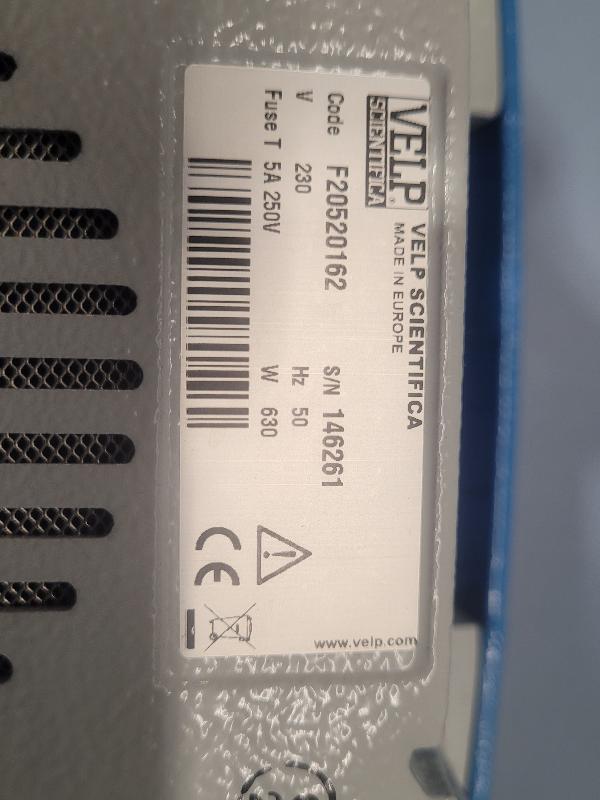 VELP
SCIENTIFICA
VELP SCIENTIFICA
MADE IN EUROPE
Code F20520162 S/N 146261
V 230 Hz 50
Fuse T 5A 250V W 630
CE
www.velp.com